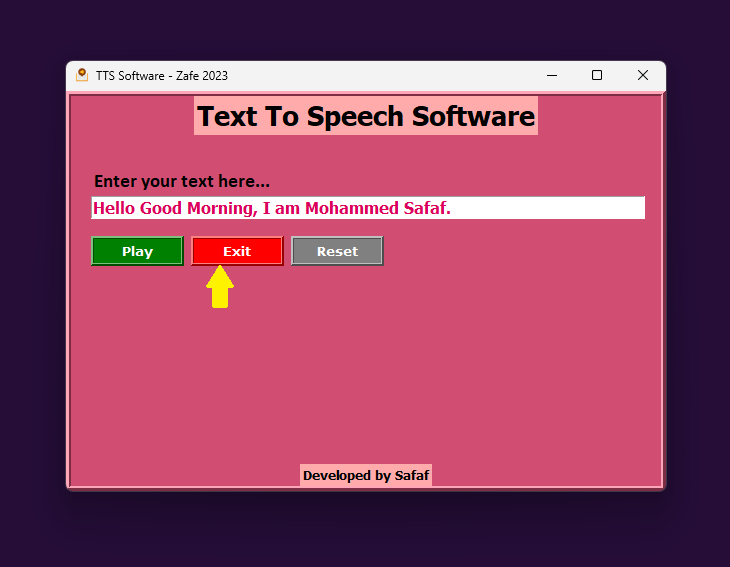 TTS Software - Zafe 2023
Text To Speech Software
Enter your text here...
Hello Good Morning, I am Mohammed Safaf.
Play Exit Reset
Developed by Safaf